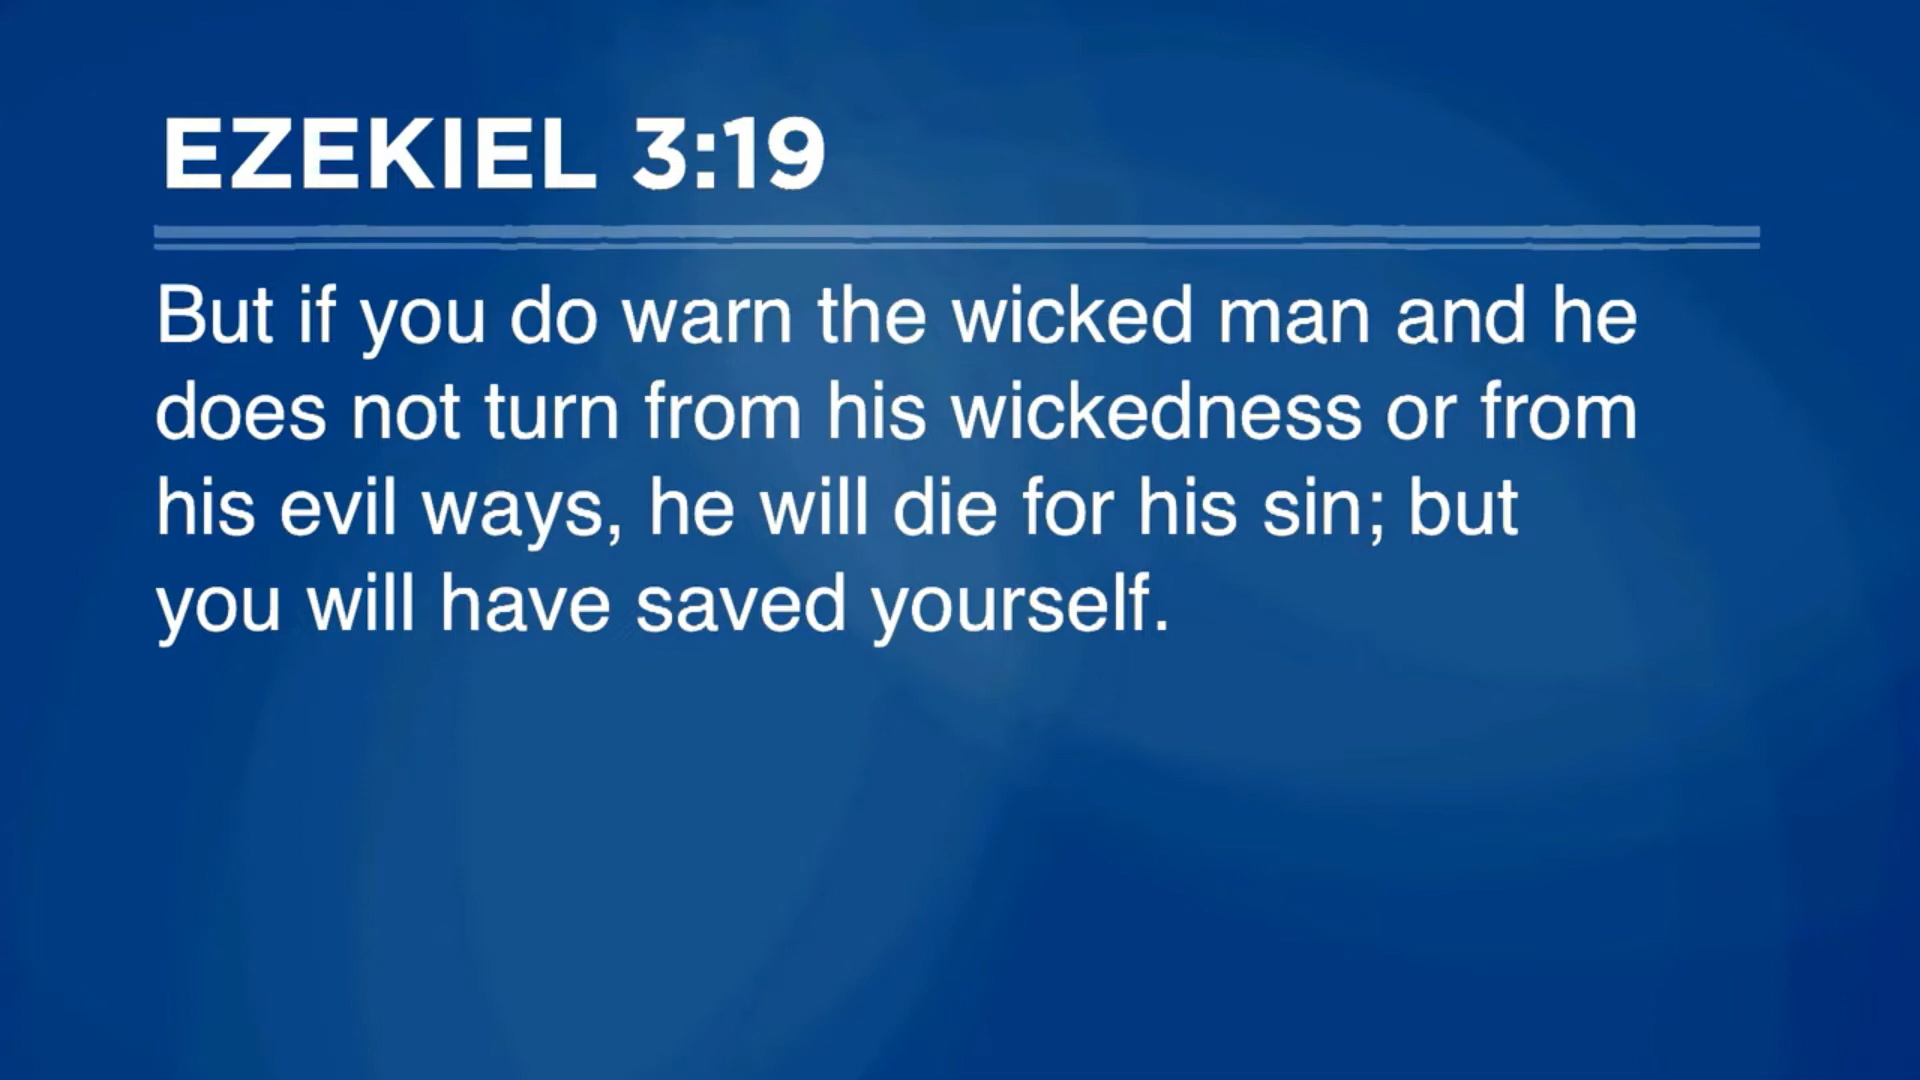 EZEKIEL 3:19
But if you do warn the wicked man and he
does not turn from his wickedness or from
his evil ways, he will die for his sin; but
you will have saved yourself.